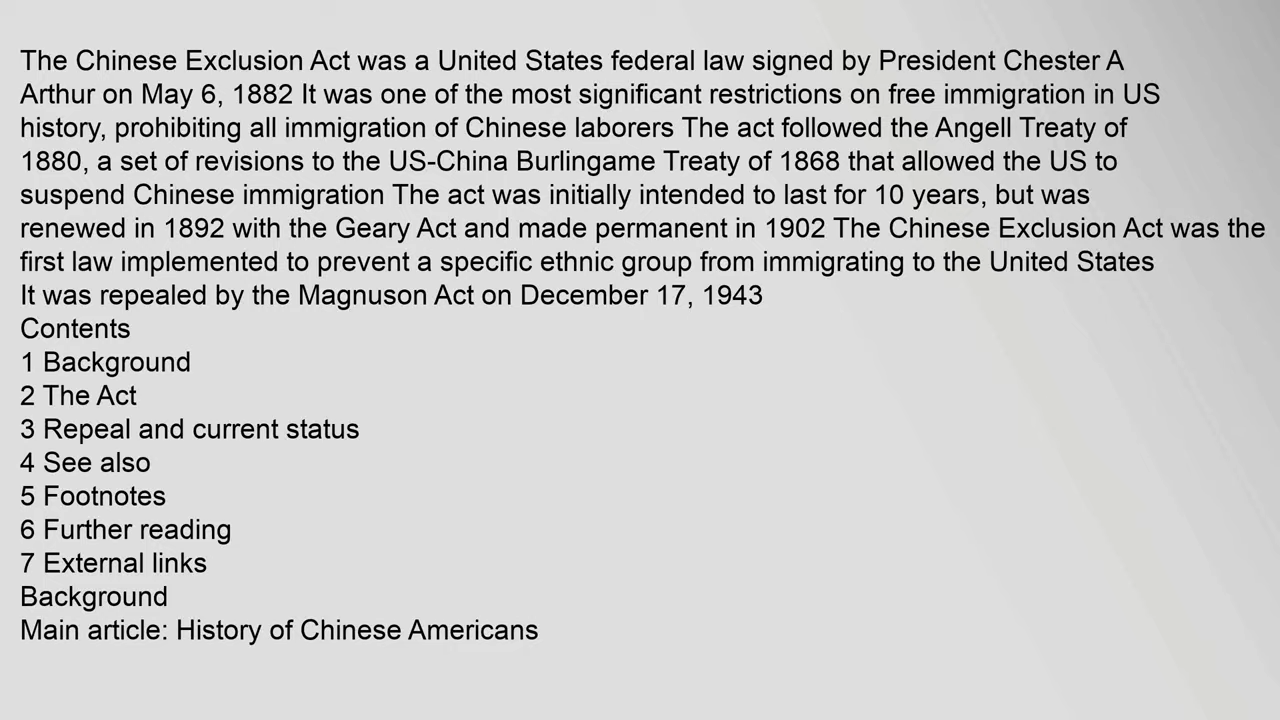 The Chinese Exclusion Act was a United States federal law signed by President Chester A
Arthur on May 6, 1882 It was one of the most significant restrictions on free immigration in US
history, prohibiting all immigration of Chinese laborers The act followed the Angell Treaty of
1880, a set of revisions to the US-China Burlingame Treaty of 1868 that allowed the US to
suspend Chinese immigration The act was initially intended to last for 10 years, but was
renewed in 1892 with the Geary Act and made permanent in 1902 The Chinese Exclusion Act was the
first law implemented to prevent a specific ethnic group from immigrating to the United States
It was repealed by the Magnuson Act on December 17, 1943
Contents
1 Background
2 The Act
3 Repeal and current status
4 See also
5 Footnotes
6 Further reading
7 External links
Background
Main article: History of Chinese Americans